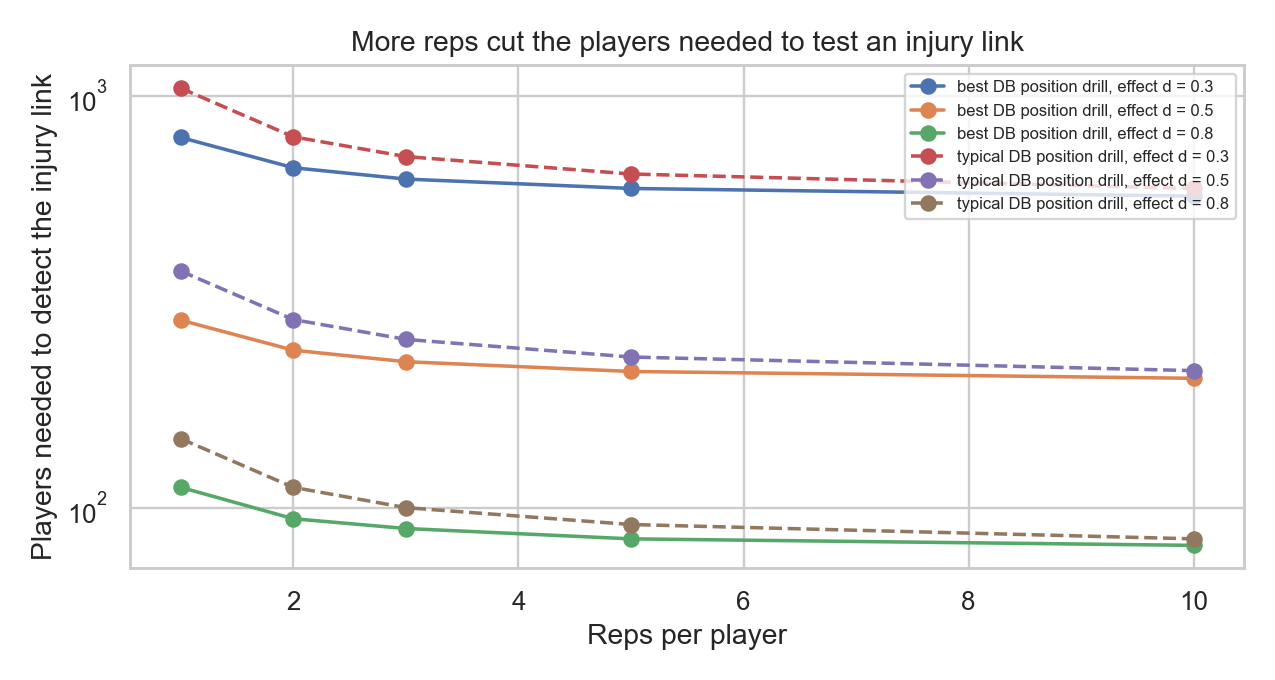 More reps cut the players needed to test an injury link
Players needed to detect the injury link
10^3
10^2
best DB position drill, effect d = 0.3
best DB position drill, effect d = 0.5
best DB position drill, effect d = 0.8
typical DB position drill, effect d = 0.3
typical DB position drill, effect d = 0.5
typical DB position drill, effect d = 0.8
2 4 6 8 10
Reps per player